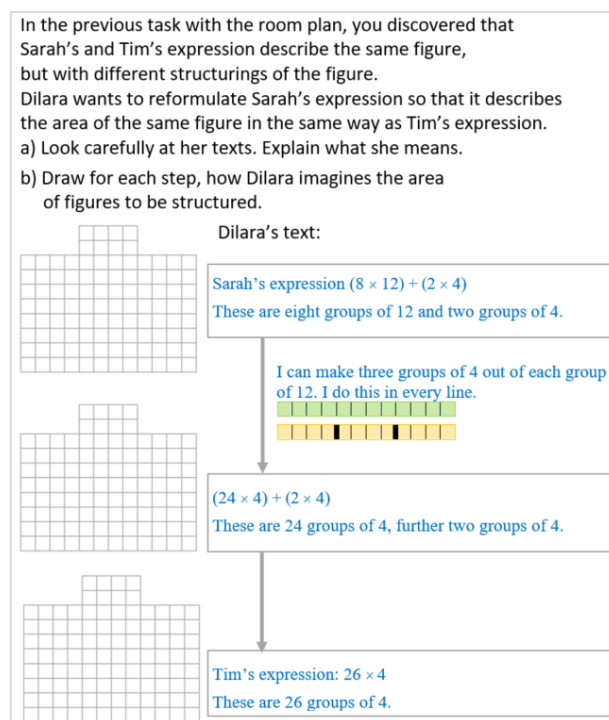 In the previous task with the room plan, you discovered that
Sarah’s and Tim’s expression describe the same figure,
but with different structurings of the figure.
Dilara wants to reformulate Sarah’s expression so that it describes
the area of the same figure in the same way as Tim’s expression.
a) Look carefully at her texts. Explain what she means.
b) Draw for each step, how Dilara imagines the area
of figures to be structured.
Dilara’s text:
Sarah’s expression (8 × 12) + (2 × 4)
These are eight groups of 12 and two groups of 4.
I can make three groups of 4 out of each group
of 12. I do this in every line.
(24 × 4) + (2 × 4)
These are 24 groups of 4, further two groups of 4.
Tim’s expression: 26 × 4
These are 26 groups of 4.